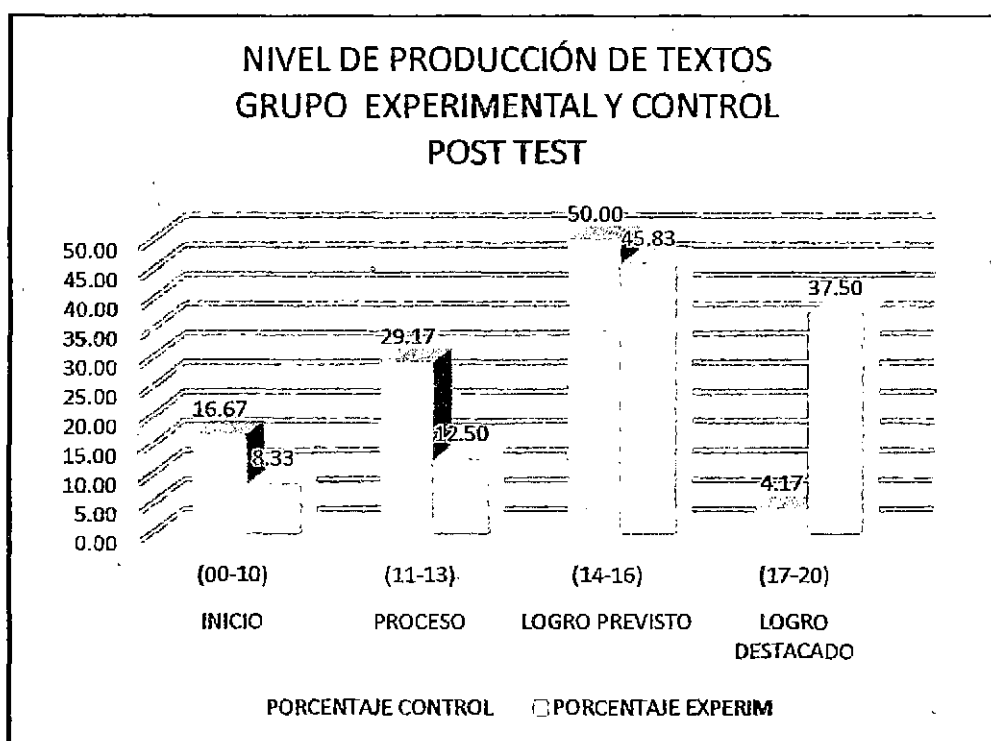 NIVEL DE PRODUCCIÓN DE TEXTOS
GRUPO EXPERIMENTAL Y CONTROL
POST TEST
50.00
45.00
40.00
35.00
30.00
25.00
20.00
15.00
10.00
5.00
0.00
16.67
8.33
29.17
12.50
50.00
45.83
4.17
37.50
(00-10) (11-13) (14-16) (17-20)
INICIO PROCESO LOGRO PREVISTO LOGRO
DESTACADO
PORCENTAJE CONTROL PORCENTAJE EXPERIM